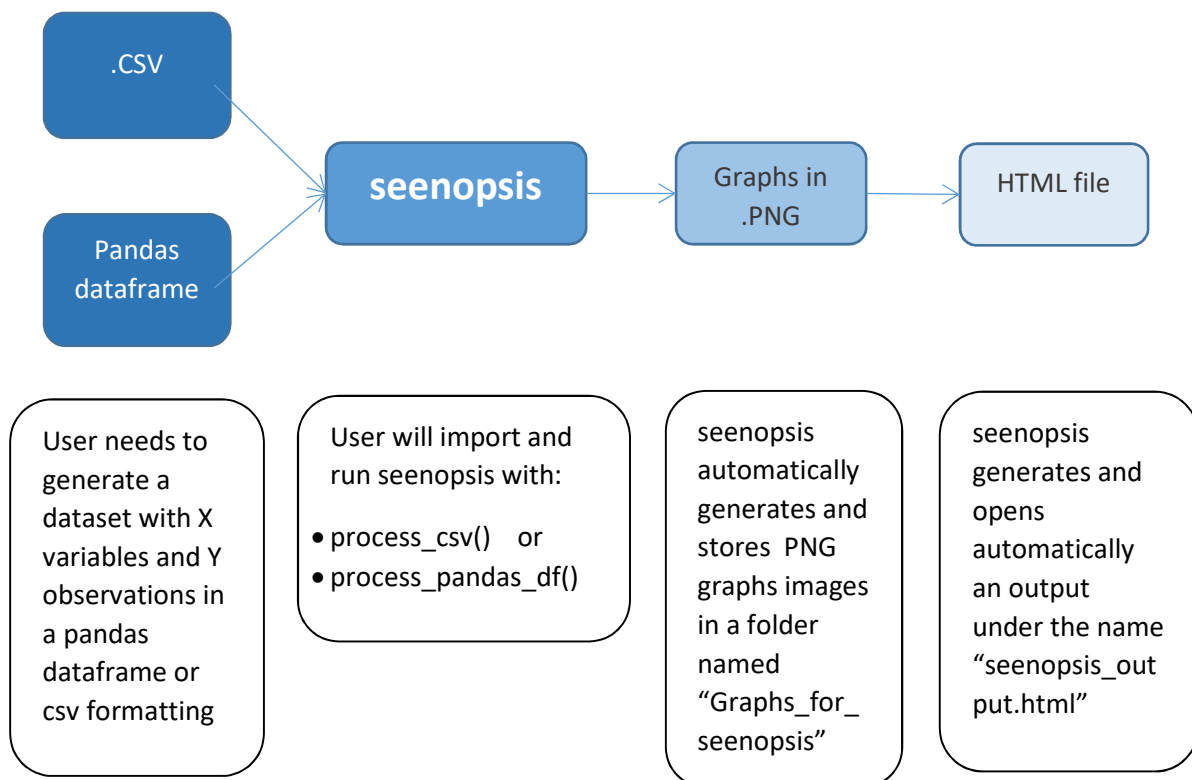 .CSV
Pandas
dataframe
seenopsis
Graphs in
.PNG
HTML file
User needs to
generate a
dataset with X
variables and Y
observations in
a pandas
dataframe or
csv formatting
User will import and
run seenopsis with:
• process_csv() or
• process_pandas_df()
seenopsis
automatically
generates and
stores PNG
graphs images
in a folder
named
“Graphs_for_
seenopsis”
seenopsis
generates and
opens
automatically
an output
under the name
“seenopsis_out
put.html”